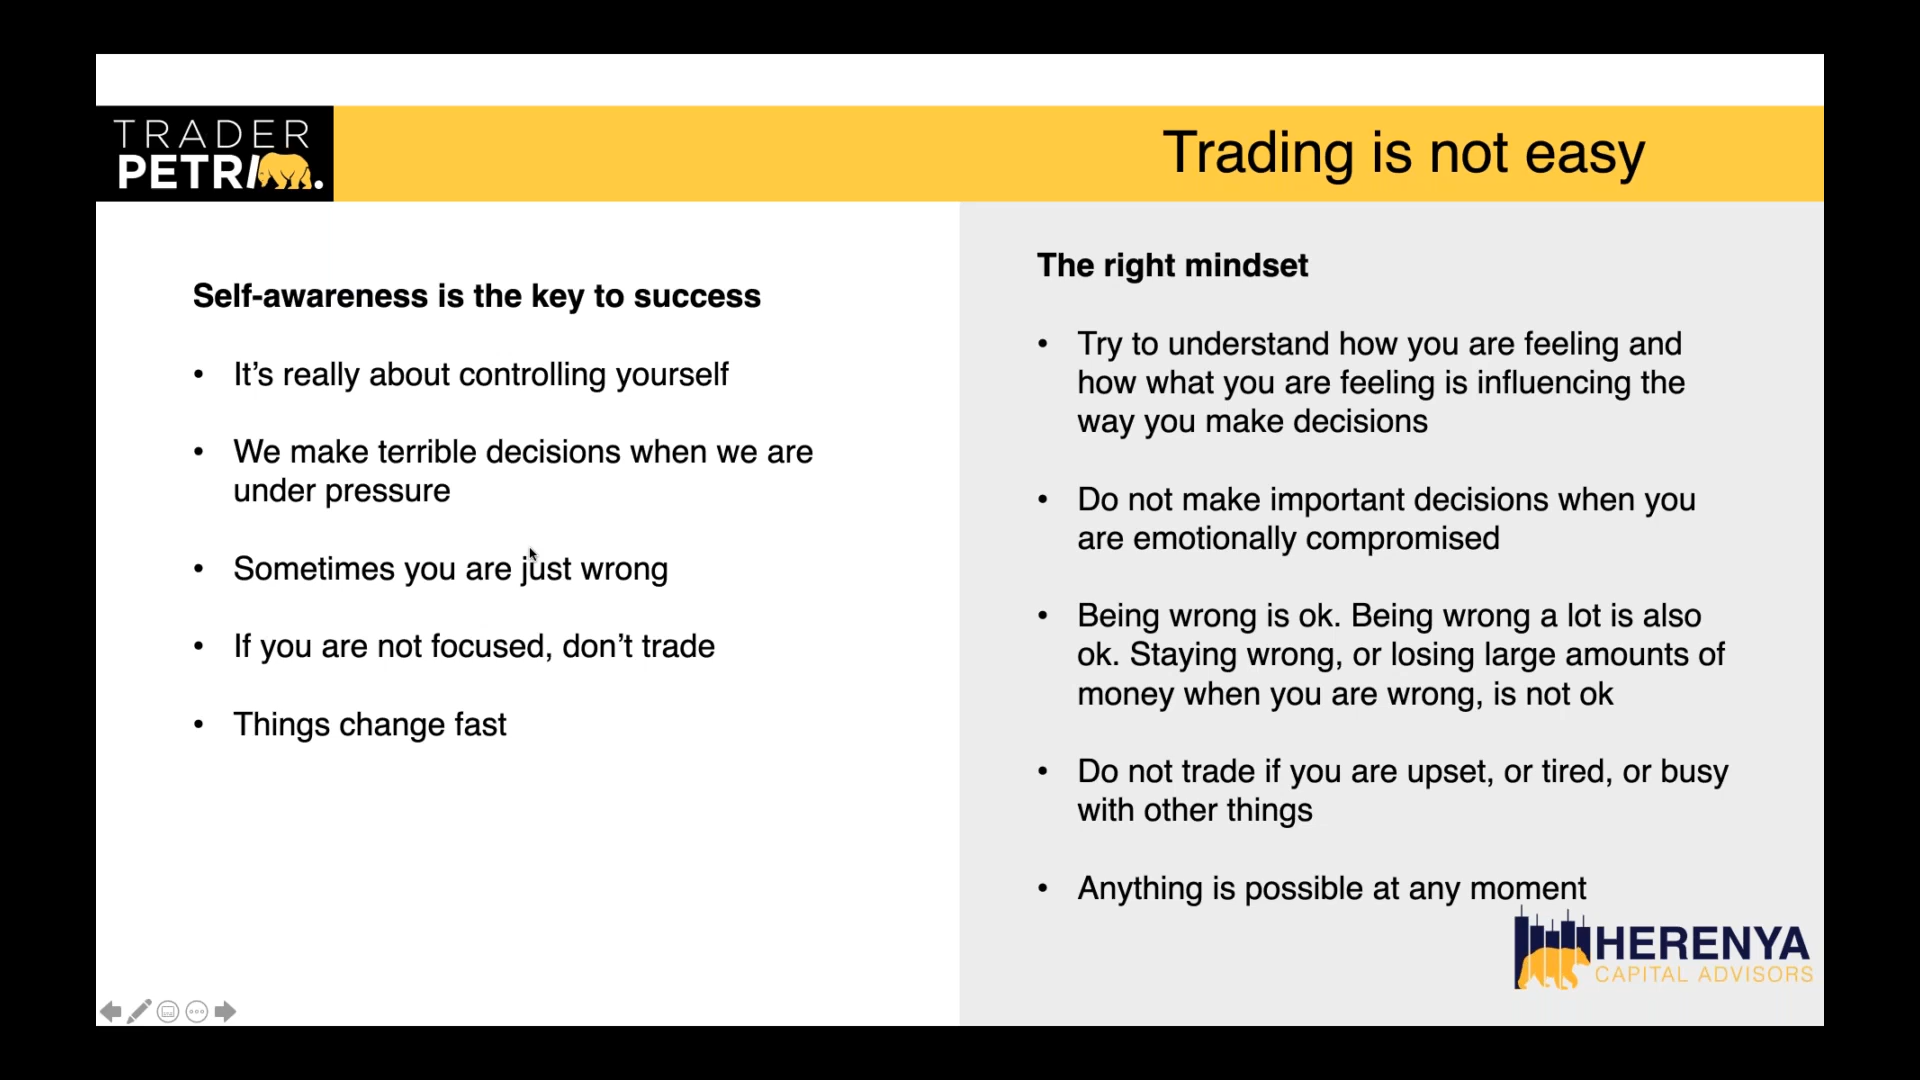 TRADER
PETRI.
Trading is not easy
Self-awareness is the key to success
• It’s really about controlling yourself
• We make terrible decisions when we are
under pressure
• Sometimes you are just wrong
• If you are not focused, don’t trade
• Things change fast
The right mindset
• Try to understand how you are feeling and
how what you are feeling is influencing the
way you make decisions
• Do not make important decisions when you
are emotionally compromised
• Being wrong is ok. Being wrong a lot is also
ok. Staying wrong, or losing large amounts of
money when you are wrong, is not ok
• Do not trade if you are upset, or tired, or busy
with other things
• Anything is possible at any moment
HERENYA
CAPITAL ADVISORS